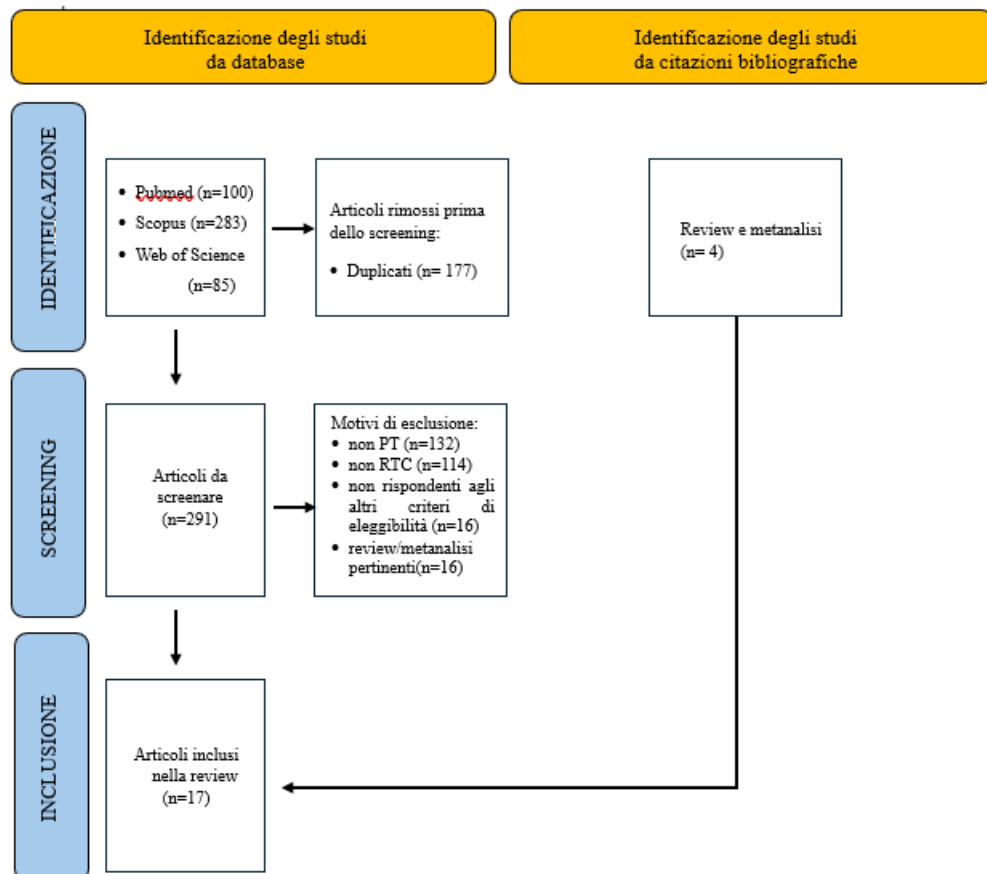 Identificazione degli studi
da database
Identificazione degli studi
da citazioni bibliografiche
IDENTIFICAZIONE
• Pubmed (n=100)
• Scopus (n=283)
• Web of Science
(n=85)
Articoli rimossi prima
dello screening:
• Duplicati (n= 177)
Review e metanalisi
(n= 4)
SCREENING
Articoli da
screenare
(n=291)
Motivi di esclusione:
• non PT (n=132)
• non RTC (n=114)
• non rispondenti agli
altri criteri di
eleggibilità (n=16)
• review/metanalisi
pertinenti(n=16)
INCLUSIONE
Articoli inclusi
nella review
(n=17)